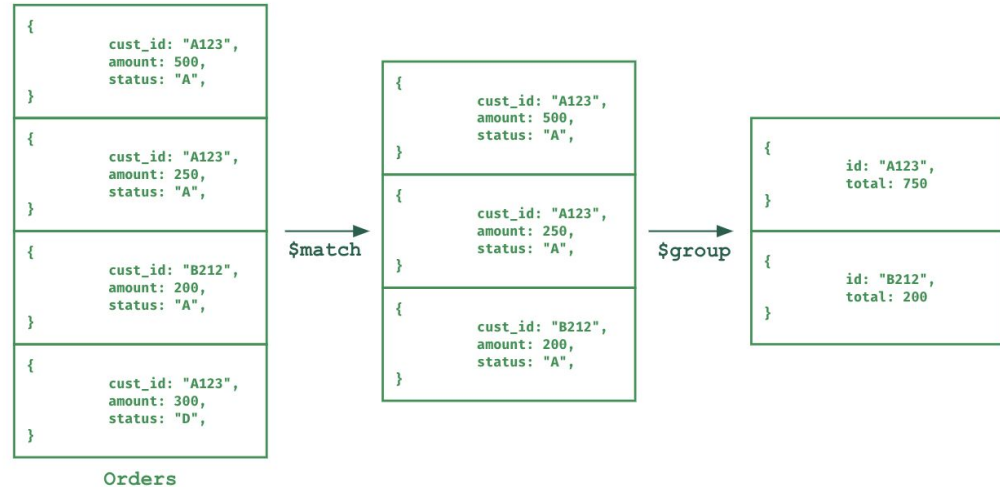 {
cust_id: "A123",
amount: 500,
status: "A",
}
{
cust_id: "A123",
amount: 250,
status: "A",
}
{
cust_id: "B212",
amount: 200,
status: "A",
}
{
cust_id: "A123",
amount: 300,
status: "D",
}
Orders
$match
{
cust_id: "A123",
amount: 500,
status: "A",
}
{
cust_id: "A123",
amount: 250,
status: "A",
}
{
cust_id: "B212",
amount: 200,
status: "A",
}
$group
{
id: "A123",
total: 750
}
{
id: "B212",
total: 200
}